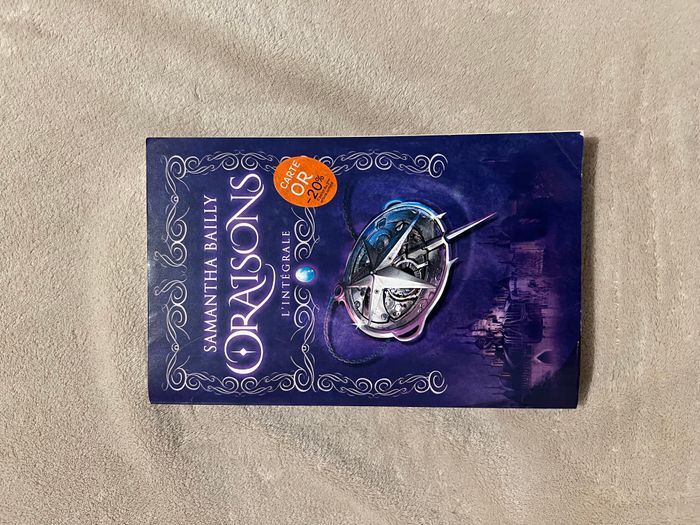 SAMANTHA BAILLY
ORAISONS
L'INTÉGRALE
CARTE
OR
-20%